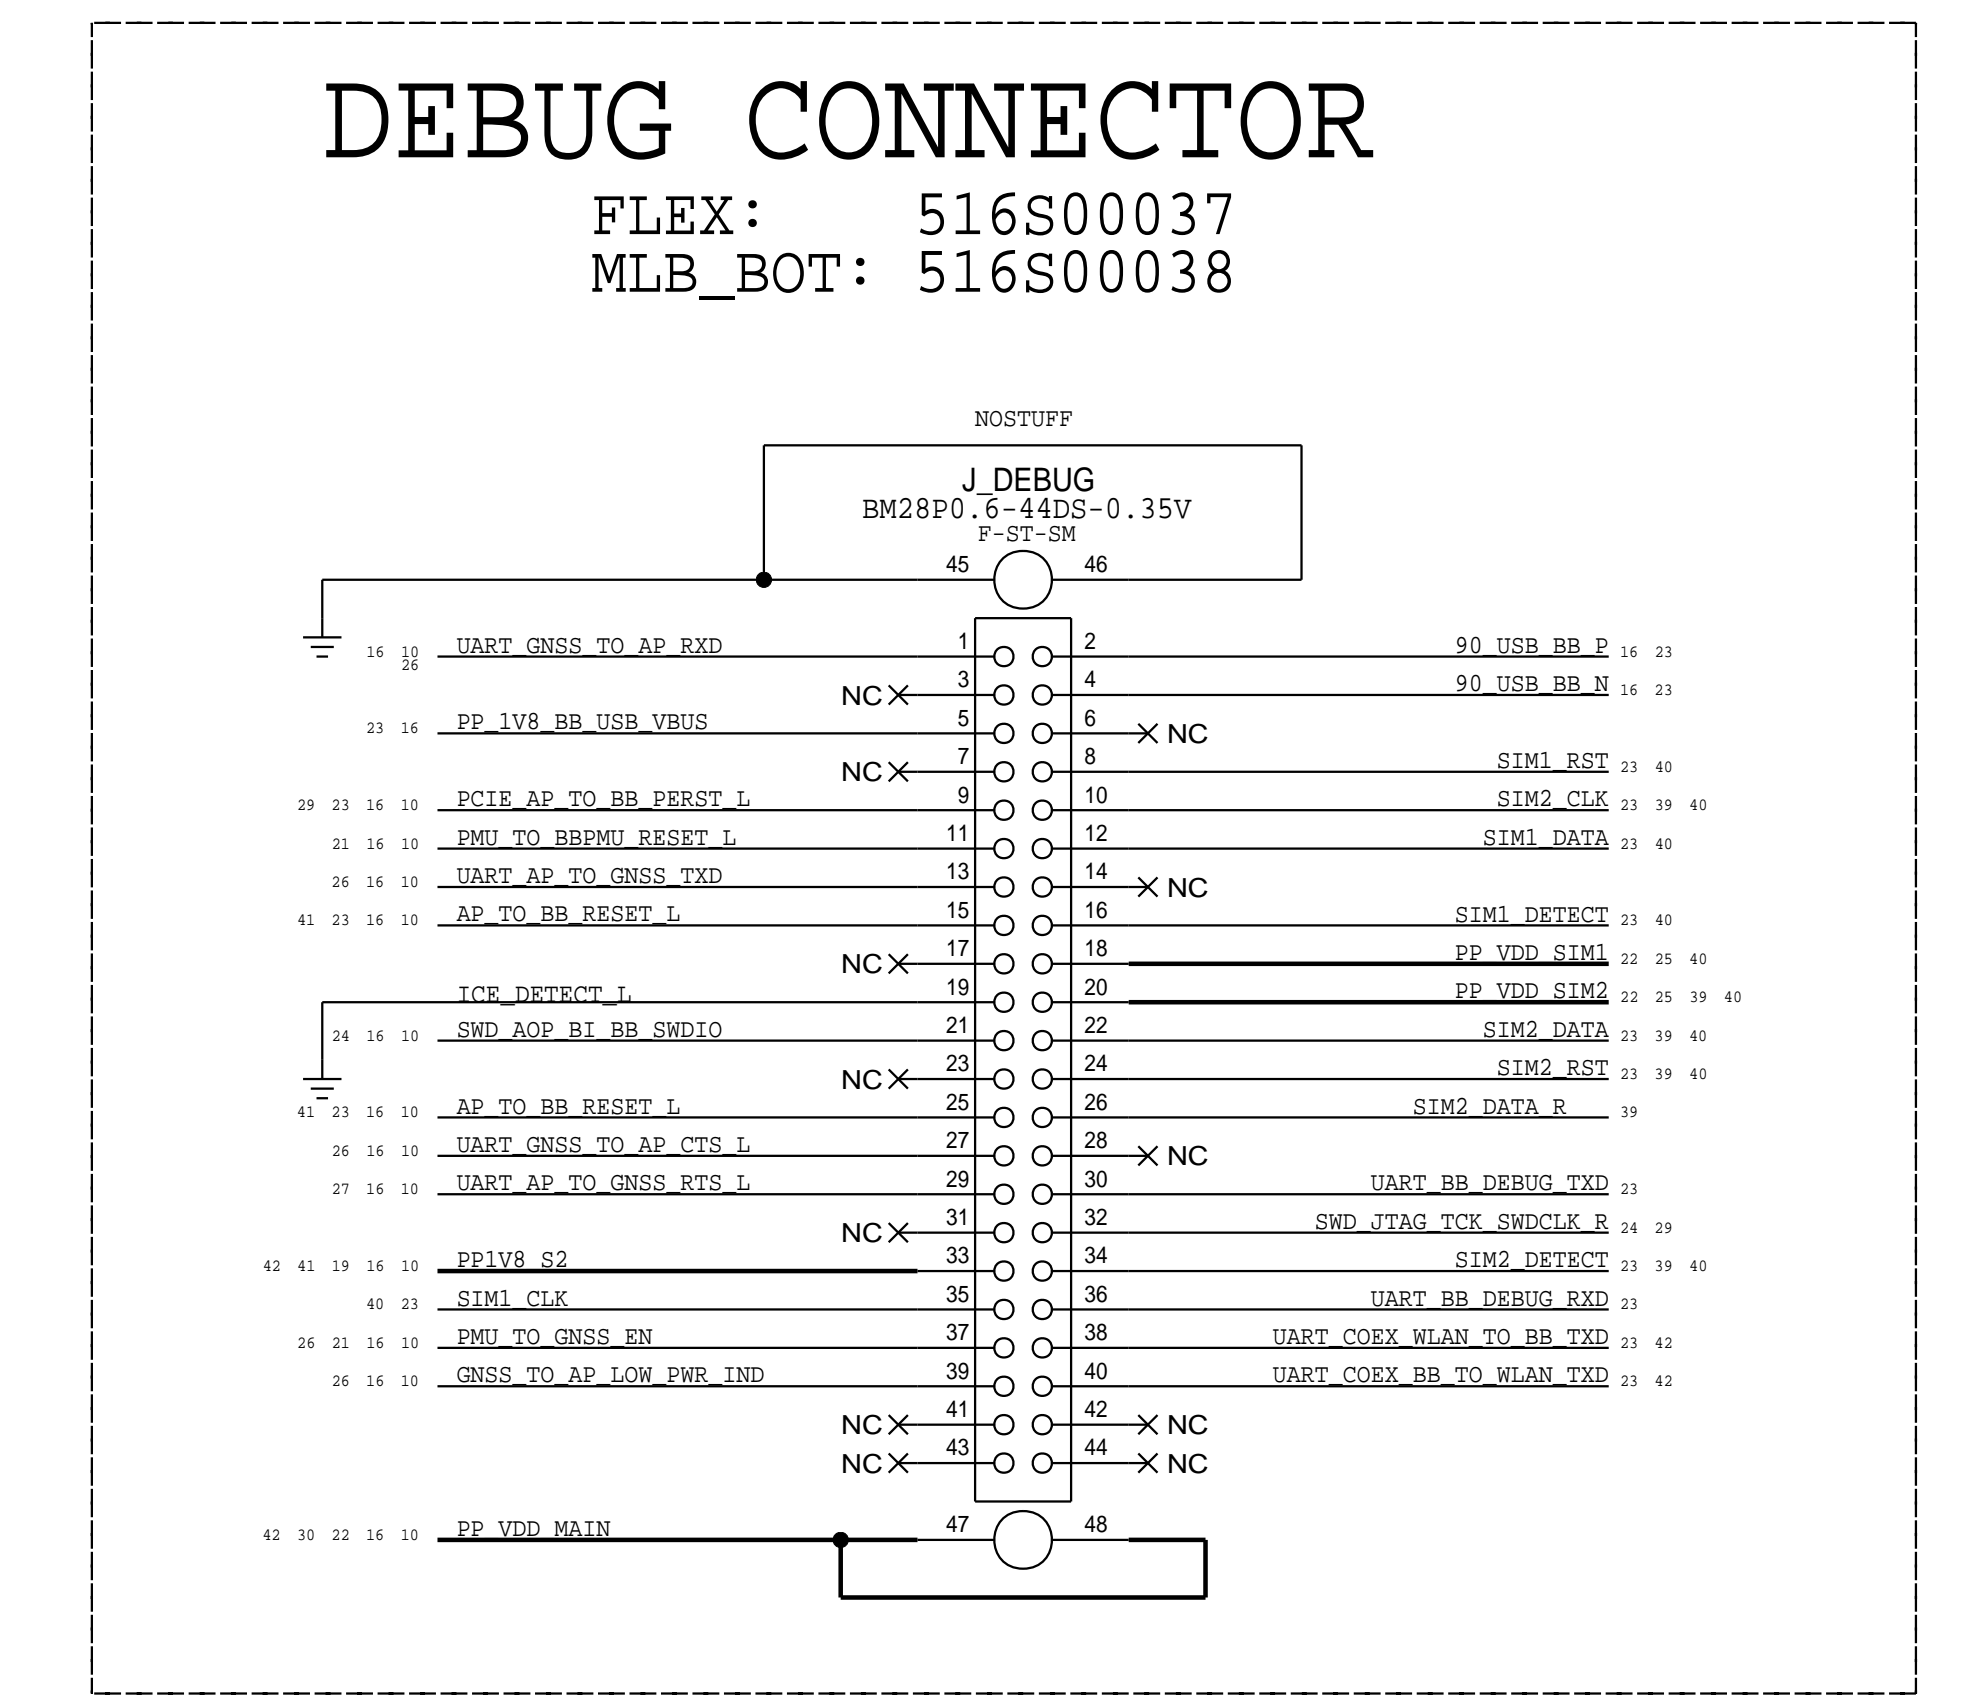 DEBUG CONNECTOR
FLEX: 516S00037
MLB_BOT: 516S00038
NOSTUFF
J_DEBUG
BM28P0.6-44DS-0.35V
F-ST-SM
45 46
16 10 UART_GNSS_TO_AP_RXD 1 2 90_USB_BB_P 16 23
26
NC 3 4 90_USB_BB_N 16 23
23 16 PP_1V8_BB_USB_VBUS 5 6 NC
NC 7 8 SIM1_RST 23 40
29 23 16 10 PCIE_AP_TO_BB_PERST_L 9 10 SIM2_CLK 23 39 40
21 16 10 PMU_TO_BBPMU_RESET_L 11 12 SIM1_DATA 23 40
26 16 10 UART_AP_TO_GNSS_TXD 13 14 NC
41 23 16 10 AP_TO_BB_RESET_L 15 16 SIM1_DETECT 23 40
NC 17 18 PP_VDD_SIM1 22 25 40
ICE_DETECT_L 19 20 PP_VDD_SIM2 22 25 39 40
24 16 10 SWD_AOP_BI_BB_SWDIO 21 22 SIM2_DATA 23 39 40
NC 23 24 SIM2_RST 23 39 40
41 23 16 10 AP_TO_BB_RESET_L 25 26 SIM2_DATA_R 39
26 16 10 UART_GNSS_TO_AP_CTS_L 27 28 NC
27 16 10 UART_AP_TO_GNSS_RTS_L 29 30 UART_BB_DEBUG_TXD 23
NC 31 32 SWD_JTAG_TCK_SWDCLK_R 24 29
42 41 19 16 10 PP1V8_S2 33 34 SIM2_DETECT 23 39 40
40 23 SIM1_CLK 35 36 UART_BB_DEBUG_RXD 23
26 21 16 10 PMU_TO_GNSS_EN 37 38 UART_COEX_WLAN_TO_BB_TXD 23 42
26 16 10 GNSS_TO_AP_LOW_PWR_IND 39 40 UART_COEX_BB_TO_WLAN_TXD 23 42
NC 41 42 NC
NC 43 44 NC
42 30 22 16 10 PP_VDD_MAIN 47 48